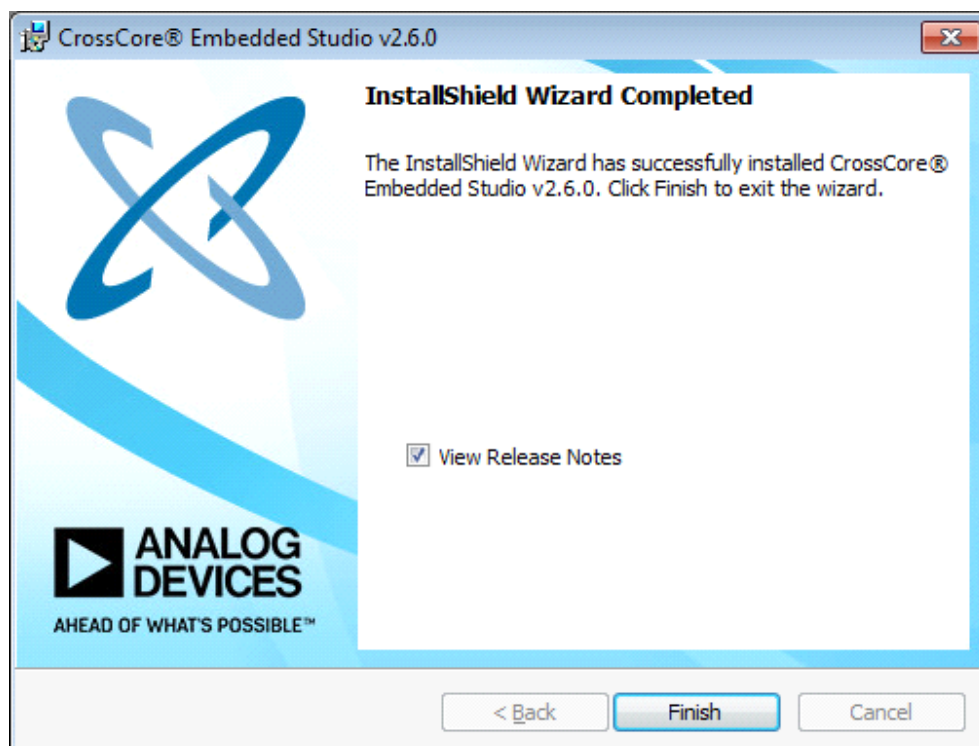 CrossCore® Embedded Studio v2.6.0
InstallShield Wizard Completed
The InstallShield Wizard has successfully installed CrossCore®
Embedded Studio v2.6.0. Click Finish to exit the wizard.
View Release Notes
ANALOG
DEVICES
AHEAD OF WHAT'S POSSIBLE™
< Back
Finish
Cancel